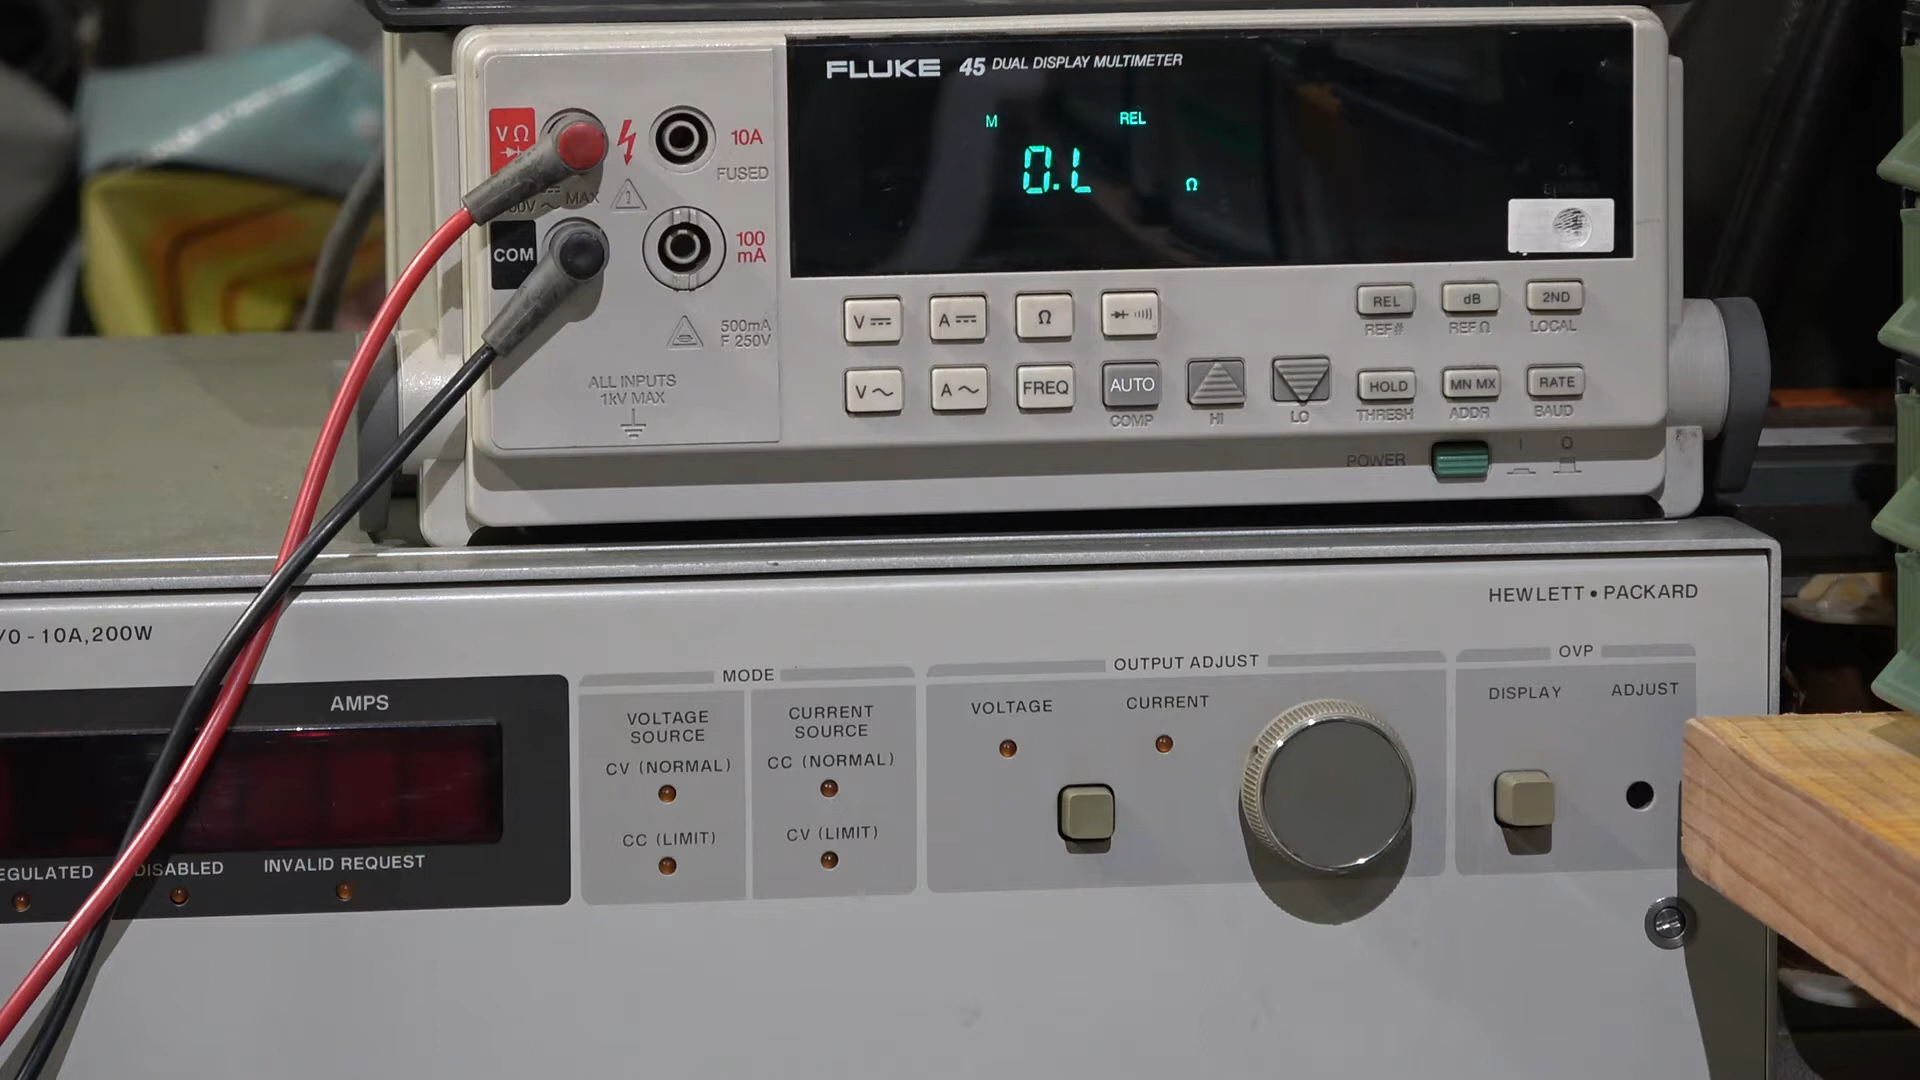 FLUKE 45 DUAL DISPLAY MULTIMETER
M REL
0.L Ω
VΩ
10A
FUSED
MAX
COM
100
mA
500mA
F 250V
ALL INPUTS
1kV MAX
V A Ω
REL dB 2ND
REF# REF Ω LOCAL
V A FREQ AUTO
HOLD MN MX RATE
COMP HI LO THRESH ADDR BAUD
POWER I O
HEWLETT • PACKARD
/0-10A,200W
AMPS
EGULATED DISABLED INVALID REQUEST
MODE
VOLTAGE
SOURCE
CV (NORMAL)
CC (LIMIT)
CURRENT
SOURCE
CC (NORMAL)
CV (LIMIT)
OUTPUT ADJUST
VOLTAGE CURRENT
OVP
DISPLAY ADJUST